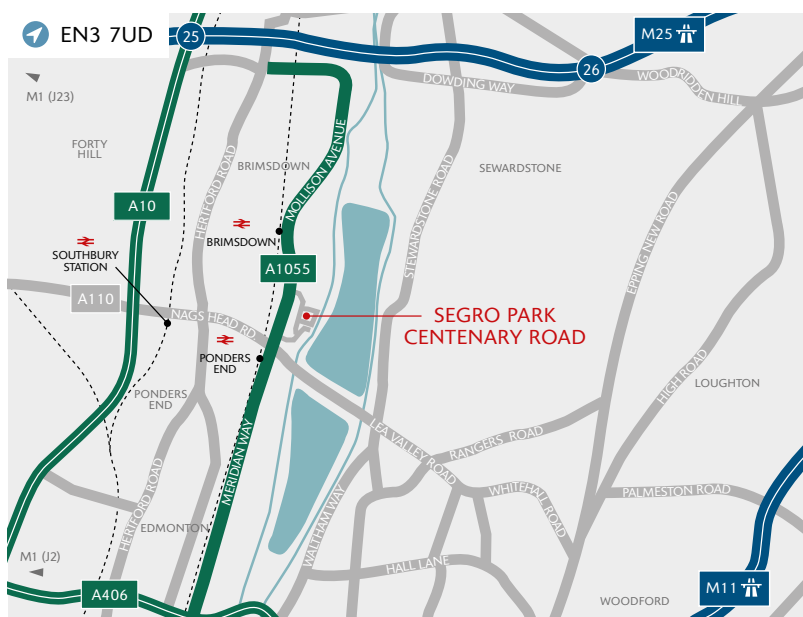 EN3 7UD
25
M25
26
DOWDING WAY
WOODRIDDEN HILL
M1 (J23)
FORTY
HILL
HERTFORD ROAD
BRIMSDOWN
MOLLISON AVENUE
STEWARDSTONE ROAD
SEWARDSTONE
A10
BRIMSDOWN
SOUTHBURY
STATION
A1055
EPPING NEW ROAD
A110
NAGS HEAD RD
SEGRO PARK
CENTENARY ROAD
PONDERS
END
PONDERS
END
HIGH ROAD
LOUGHTON
MERIDIAN WAY
LEA VALLEY ROAD
RANGERS ROAD
HERTFORD ROAD
WALTHAM WAY
WHITEHALL ROAD
PALMESTON ROAD
EDMONTON
M1 (J2)
HALL LANE
A406
M11
WOODFORD